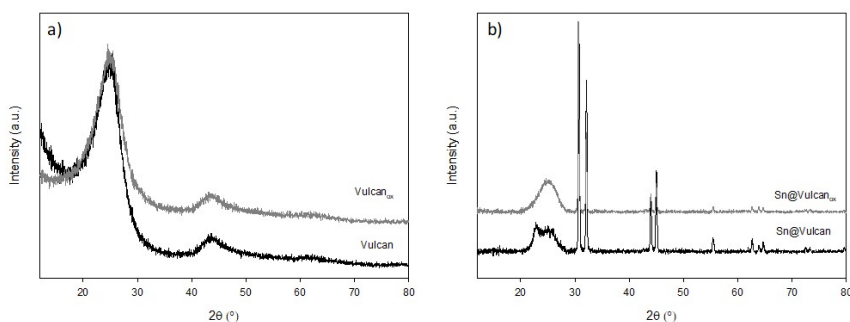 a)
Intensity (a.u.)
Vulcanox
Vulcan
20 30 40 50 60 70 80
2θ (º)
b)
Intensity (a.u.)
Sn@Vulcanox
Sn@Vulcan
20 30 40 50 60 70 80
2θ (º)